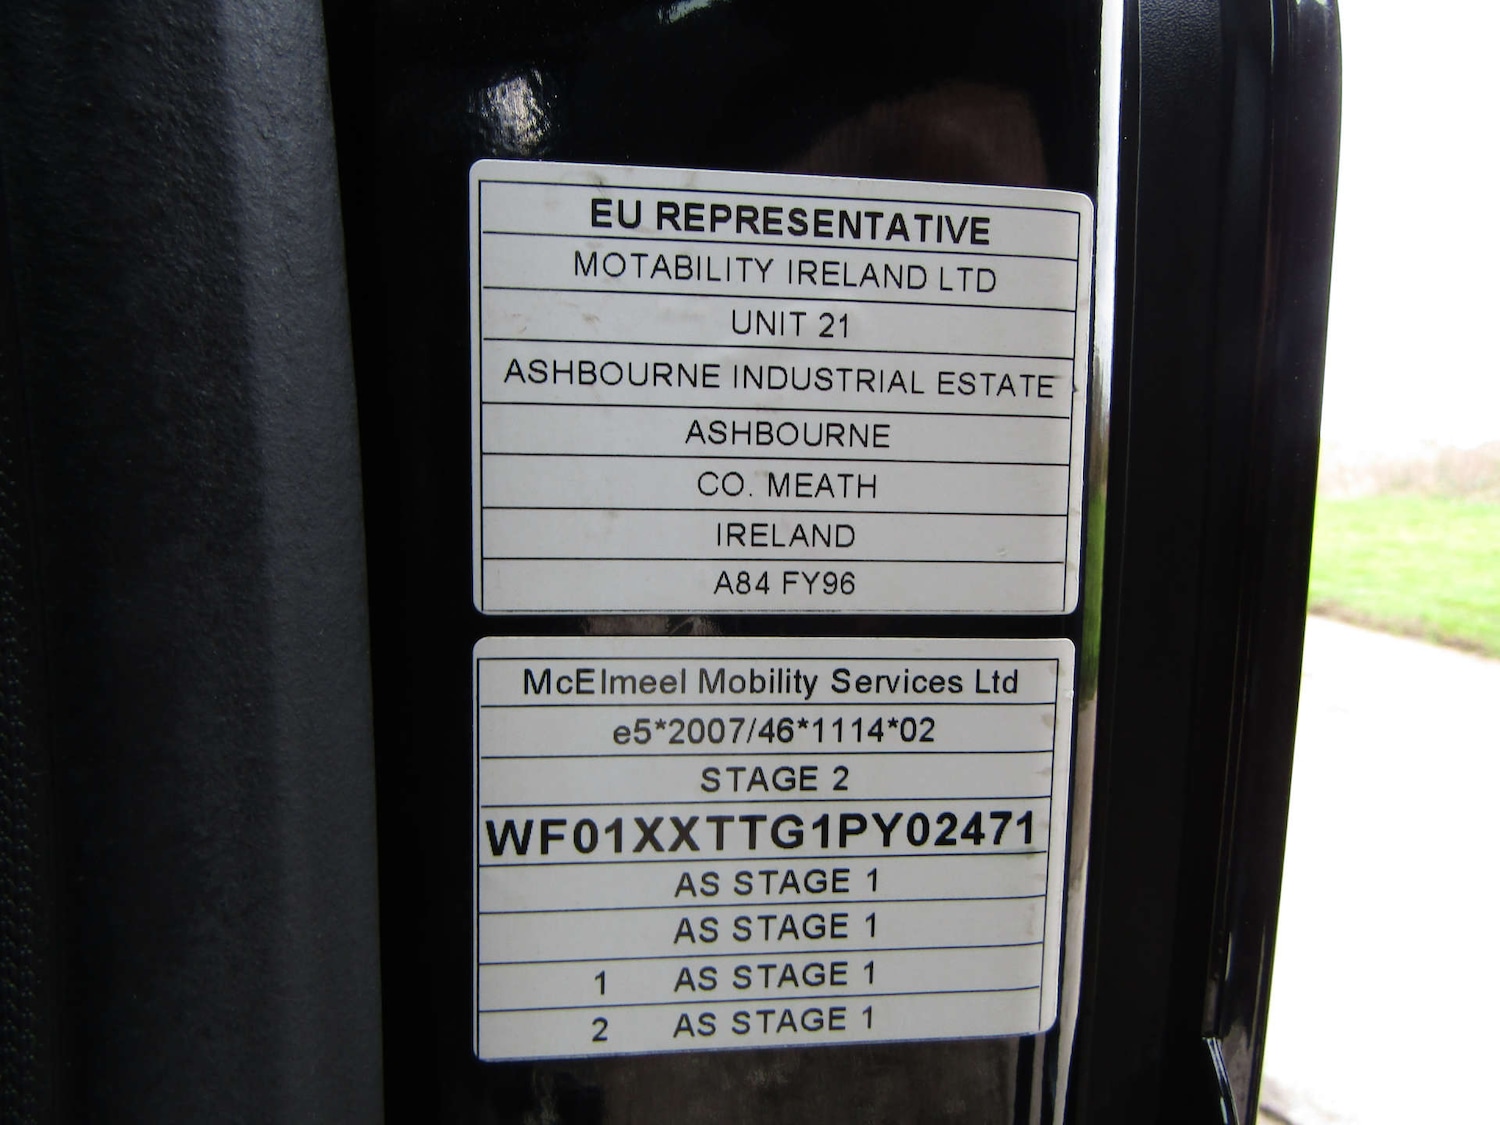 EU REPRESENTATIVE
MOTABILITY IRELAND LTD
UNIT 21
ASHBOURNE INDUSTRIAL ESTATE
ASHBOURNE
CO. MEATH
IRELAND
A84 FY96
McElmeel Mobility Services Ltd
e5*2007/46*1114*02
STAGE 2
WF01XXTTG1PY02471
AS STAGE 1
AS STAGE 1
1 AS STAGE 1
2 AS STAGE 1